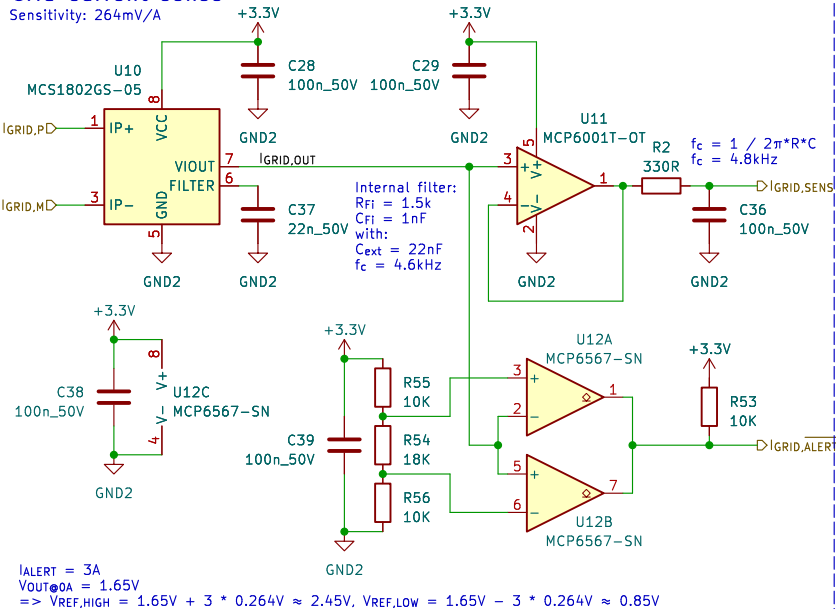 Sensitivity: 264mV/A
+3.3V
+3.3V
U10
MCS1802GS-05
C28
100n_50V
C29
100n_50V
8
VCC
IGRID,P
1
IP+
VIOUT
7
IGRID,OUT
FILTER
6
IGRID,M
3
IP-
GND
5
GND2
GND2
C37
22n_50V
GND2
Internal filter:
RFi = 1.5k
CFi = 1nF
with:
Cext = 22nF
fc = 4.6kHz
GND2
U11
MCP6001T-OT
5
V+
3
+
4
-
V-
2
1
GND2
R2
330R
fc = 1 / 2π*R*C
fc = 4.8kHz
IGRID,SENS
C36
100n_50V
GND2
+3.3V
8
V+
C38
100n_50V
U12C
MCP6567-SN
V-
4
GND2
+3.3V
R55
10K
C39
100n_50V
R54
18K
R56
10K
GND2
U12A
MCP6567-SN
3
+
2
-
1
5
+
6
-
7
U12B
MCP6567-SN
+3.3V
R53
10K
IGRID,ALERT
IALERT = 3A
VOUT@0A = 1.65V
=> VREF,HIGH = 1.65V + 3 * 0.264V ≈ 2.45V, VREF,LOW = 1.65V - 3 * 0.264V ≈ 0.85V